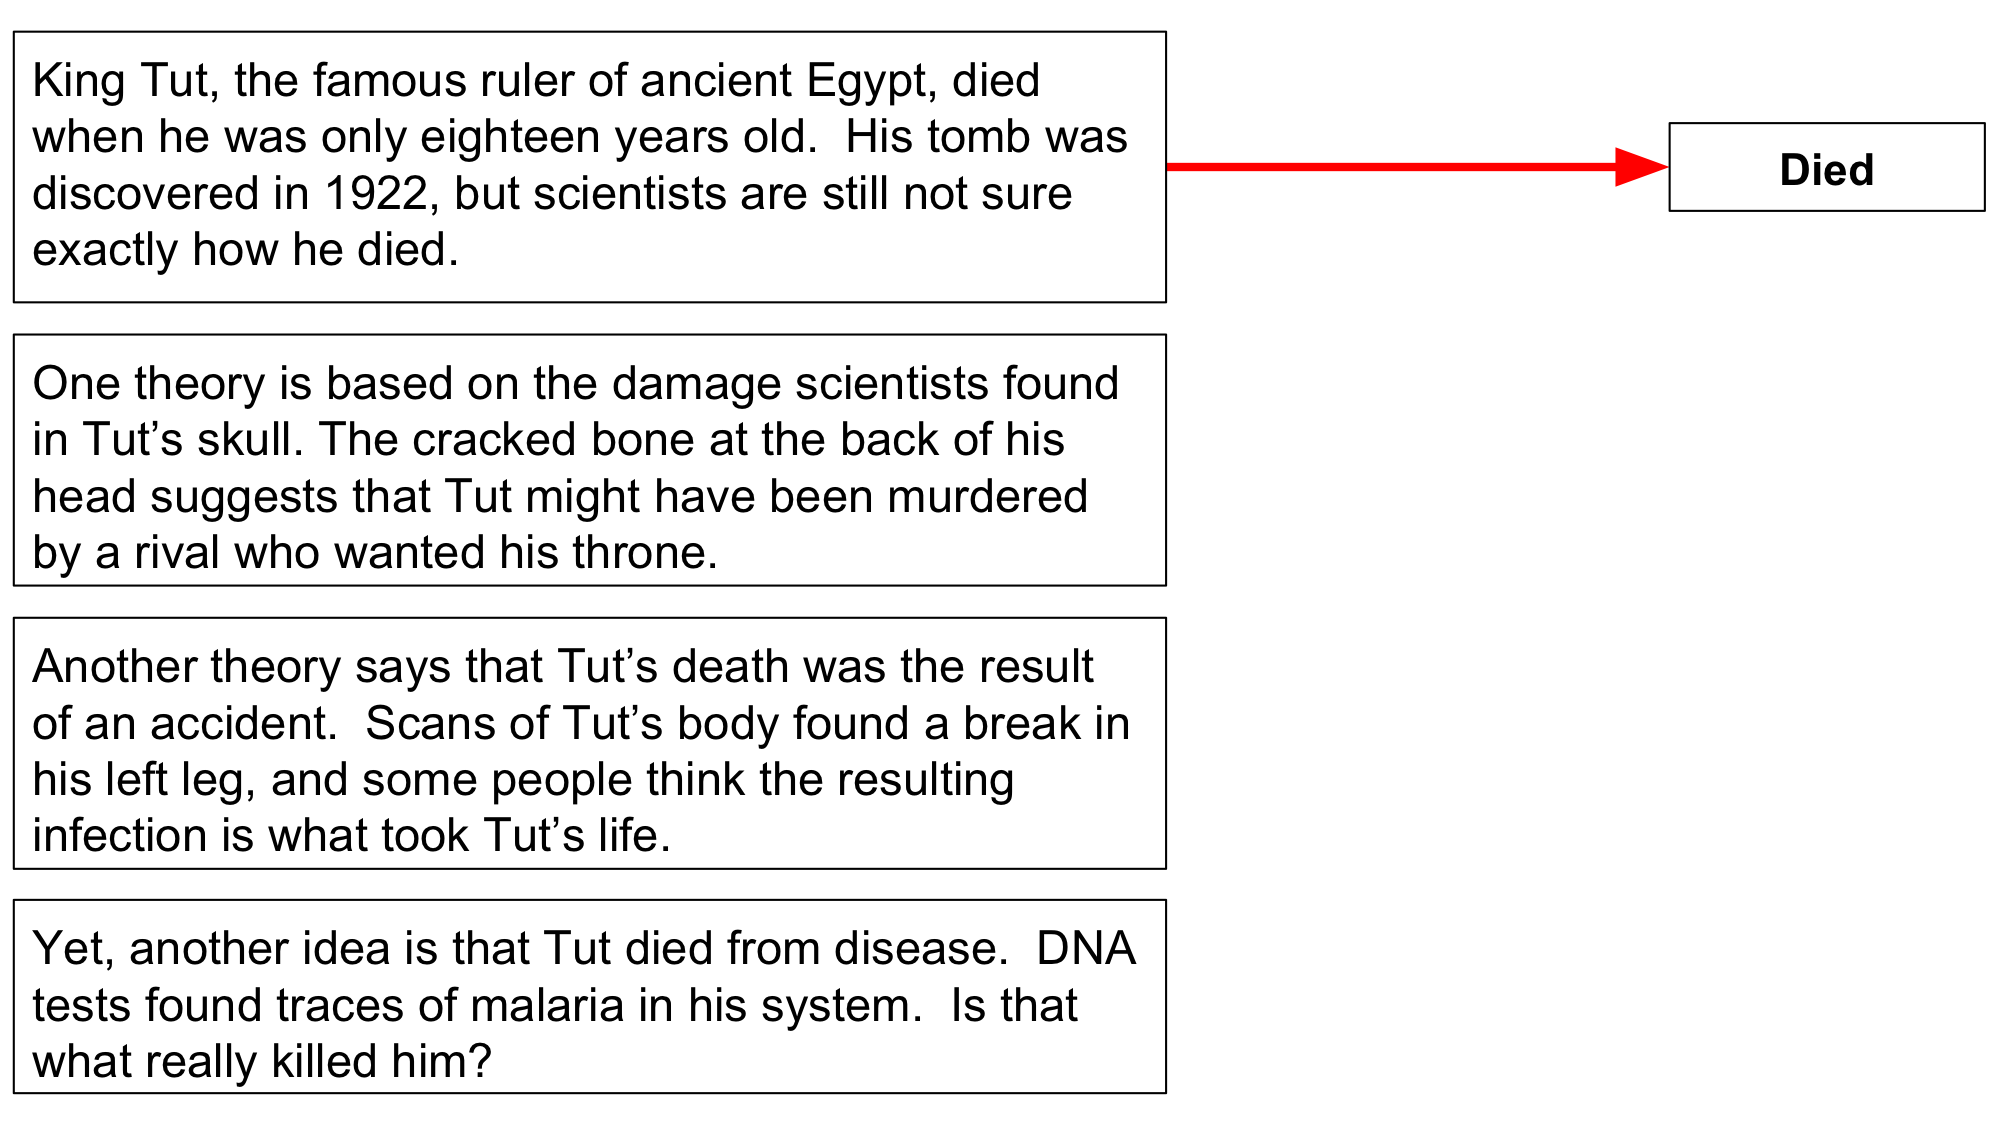 King Tut, the famous ruler of ancient Egypt, died
when he was only eighteen years old.  His tomb was
discovered in 1922, but scientists are still not sure
exactly how he died.
Died
One theory is based on the damage scientists found
in Tut’s skull. The cracked bone at the back of his
head suggests that Tut might have been murdered
by a rival who wanted his throne.
Another theory says that Tut’s death was the result
of an accident.  Scans of Tut’s body found a break in
his left leg, and some people think the resulting
infection is what took Tut’s life.
Yet, another idea is that Tut died from disease.  DNA
tests found traces of malaria in his system.  Is that
what really killed him?